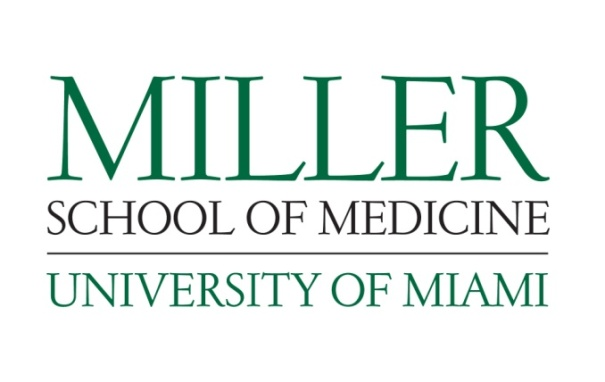 MILLER
SCHOOL OF MEDICINE
UNIVERSITY OF MIAMI